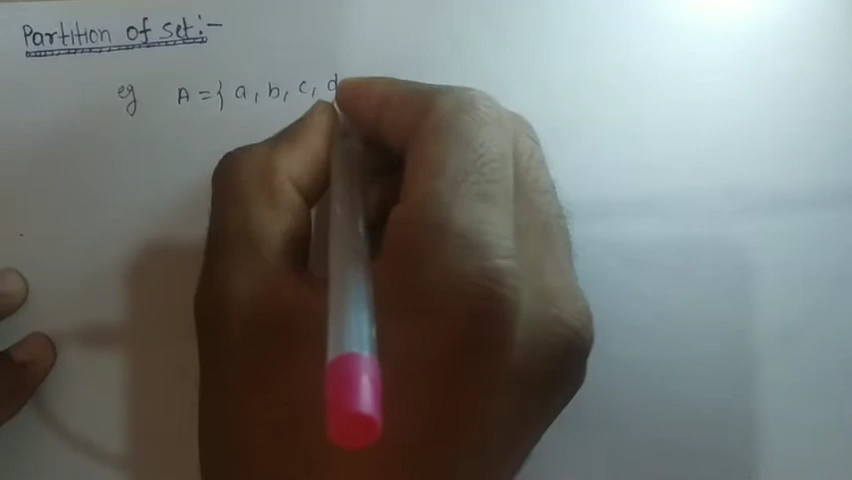 Partition of set:-
eg A = { a, b, c, d